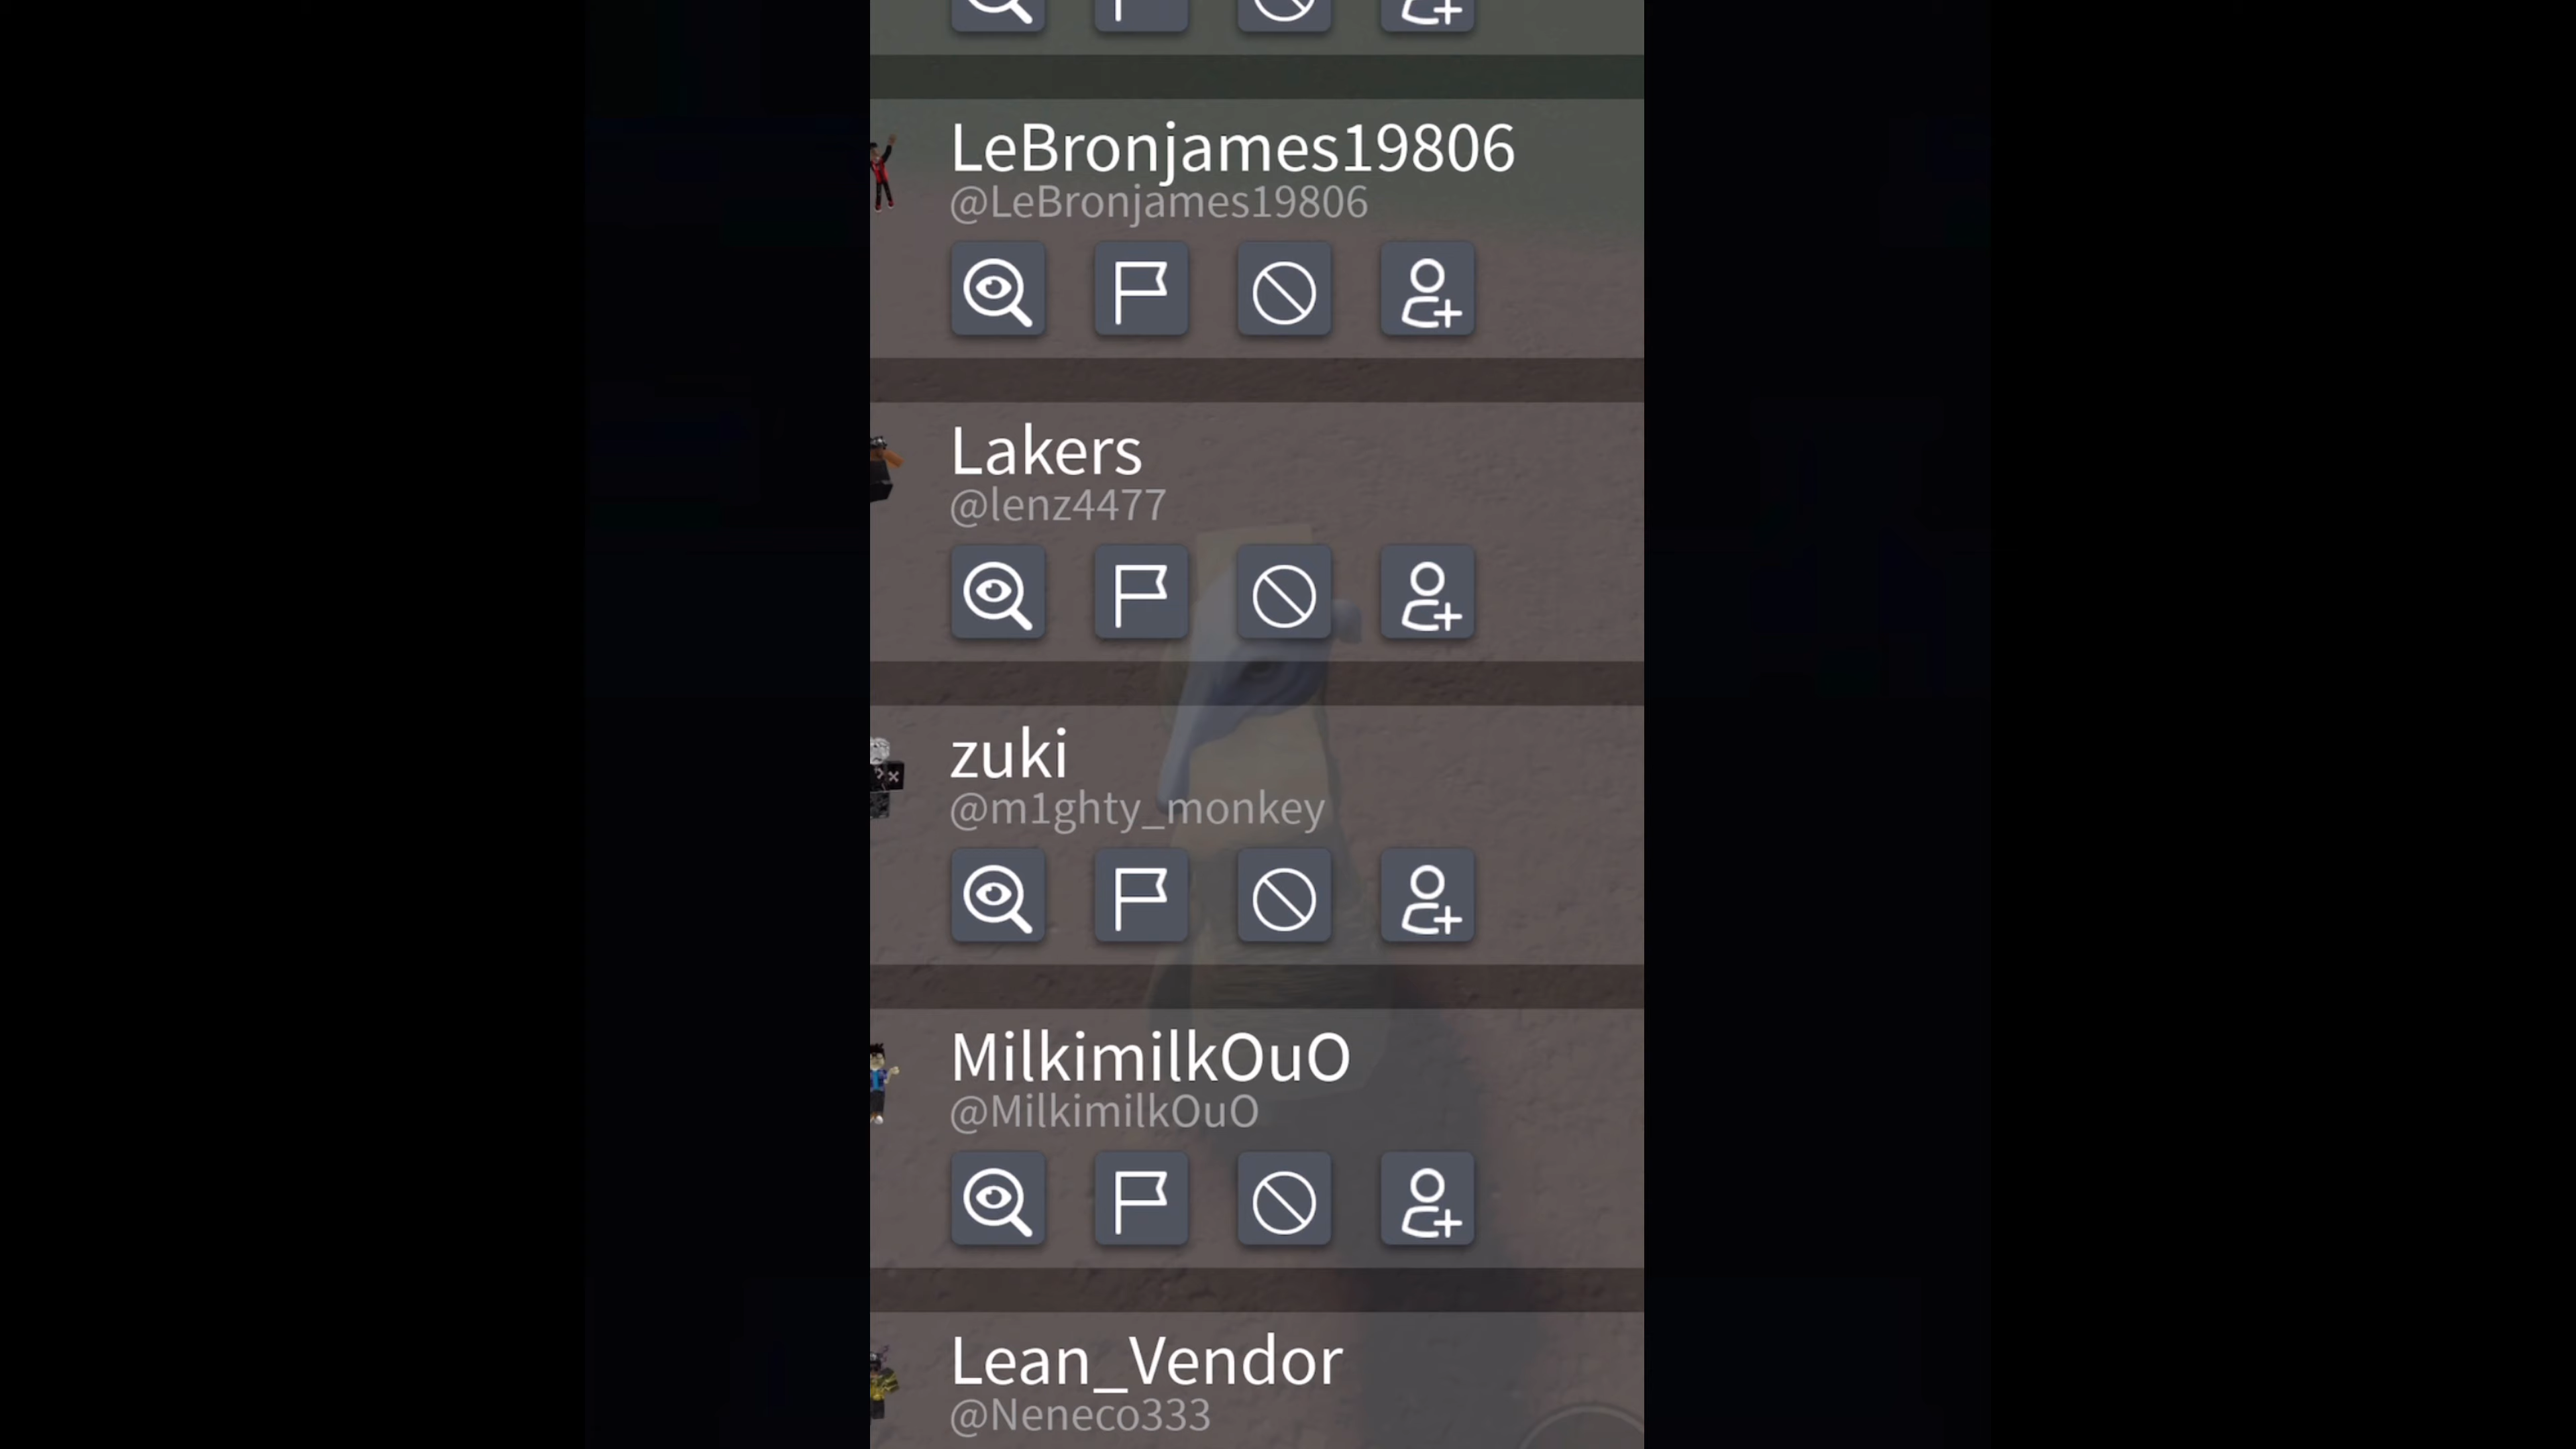 LeBronjames19806
@LeBronjames19806
Lakers
@lenz4477
zuki
@m1ghty_monkey
MilkimilkOuO
@MilkimilkOuO
Lean_Vendor
@Neneco333